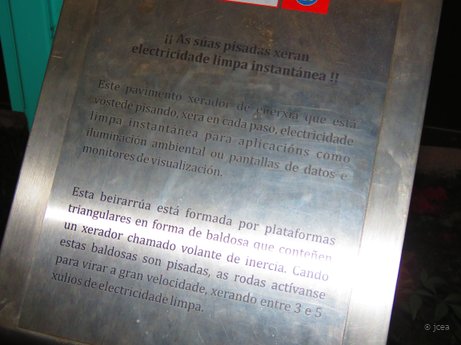 ¡¡ As súas pisadas xeran
electricidade limpa instantánea !!
Este pavimento xerador de enerxía que está
vostede pisando, xera en cada paso, electricidade
limpa instantánea para aplicacións como
iluminación ambiental ou pantallas de datos e
monitores de visualización.
Esta beirarrúa está formada por plataformas
triangulares en forma de baldosa que conteñen
un xerador chamado volante de inercia. Cando
estas baldosas son pisadas, as rodas actívanse
para virar a gran velocidade, xerando entre 3 e 5
xulios de electricidade limpa.
© jcea